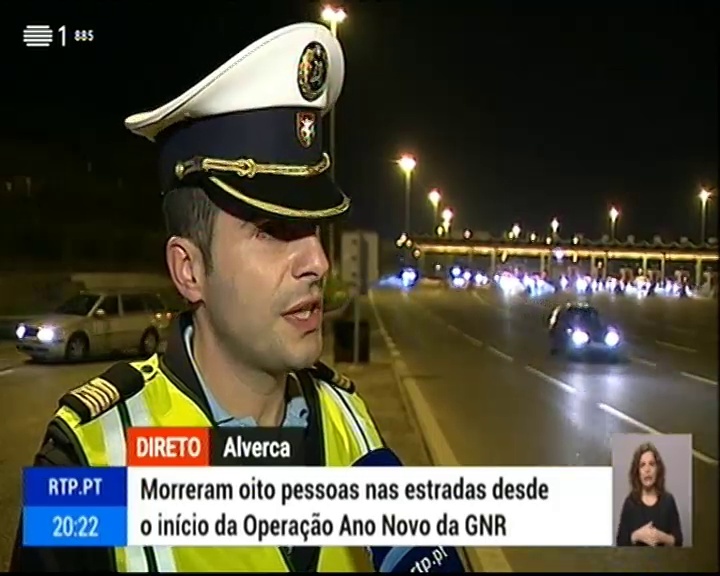 1 885
DIRETO Alverca
RTP.PT
20:22
Morreram oito pessoas nas estradas desde
o início da Operação Ano Novo da GNR
rtp.pt